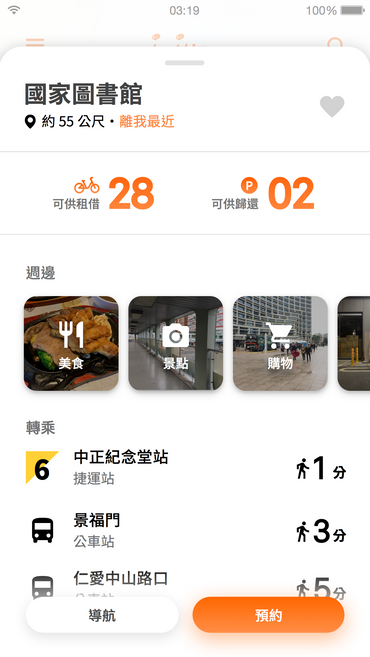 03:19
100%
國家圖書館
約 55 公尺・離我最近
可供租借 28
P
可供歸還 02
週邊
美食
景點
購物
轉乘
6
中正紀念堂站
捷運站
1 分
景福門
公車站
3 分
仁愛中山路口
公車站
5 分
導航
預約